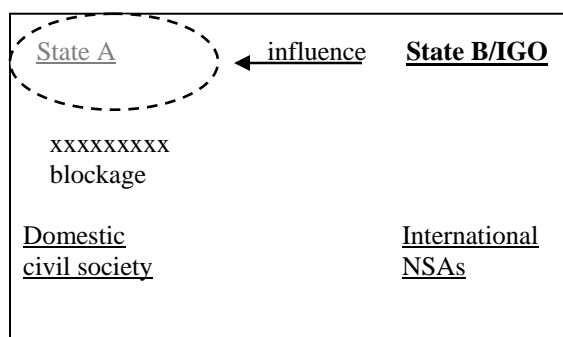 State A influence State B/IGO
xxxxxxxxx
blockage
Domestic International
civil society NSAs